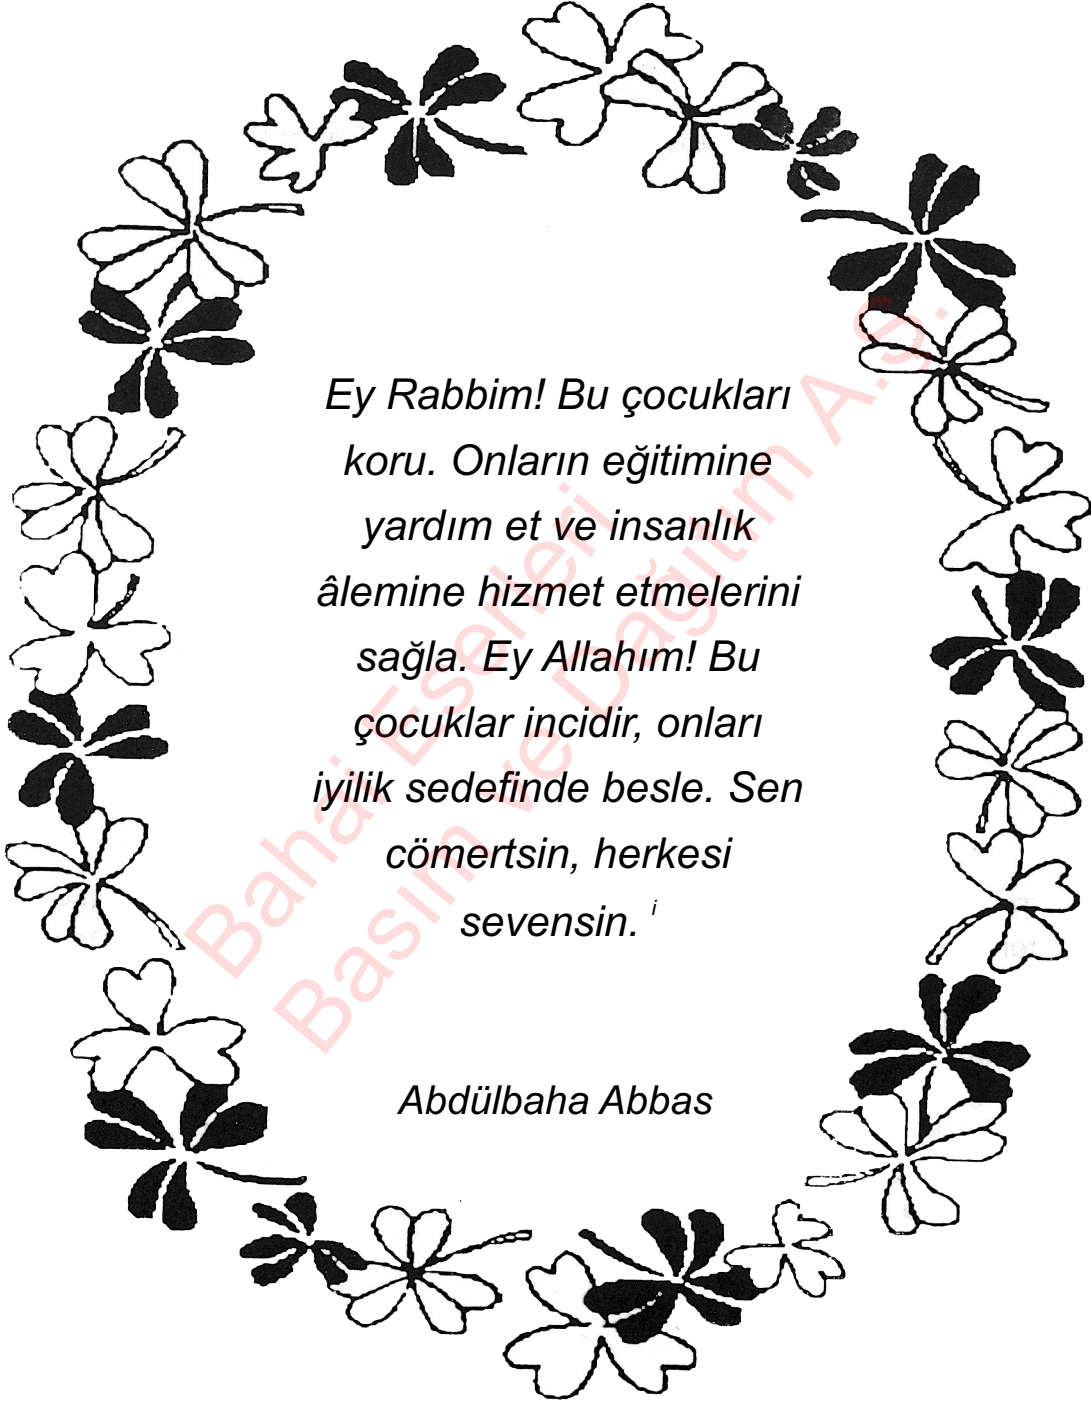 Ey Rabbim! Bu çocukları
koru. Onların eğitimine
yardım et ve insanlık
âlemine hizmet etmelerini
sağla. Ey Allahım! Bu
çocuklar incidir, onları
iyilik sedefinde besle. Sen
cömertsin, herkesi
sevensin. i
Abdülbaha Abbas
Bahai Eserleri
Basım ve Dağıtım A.Ş.